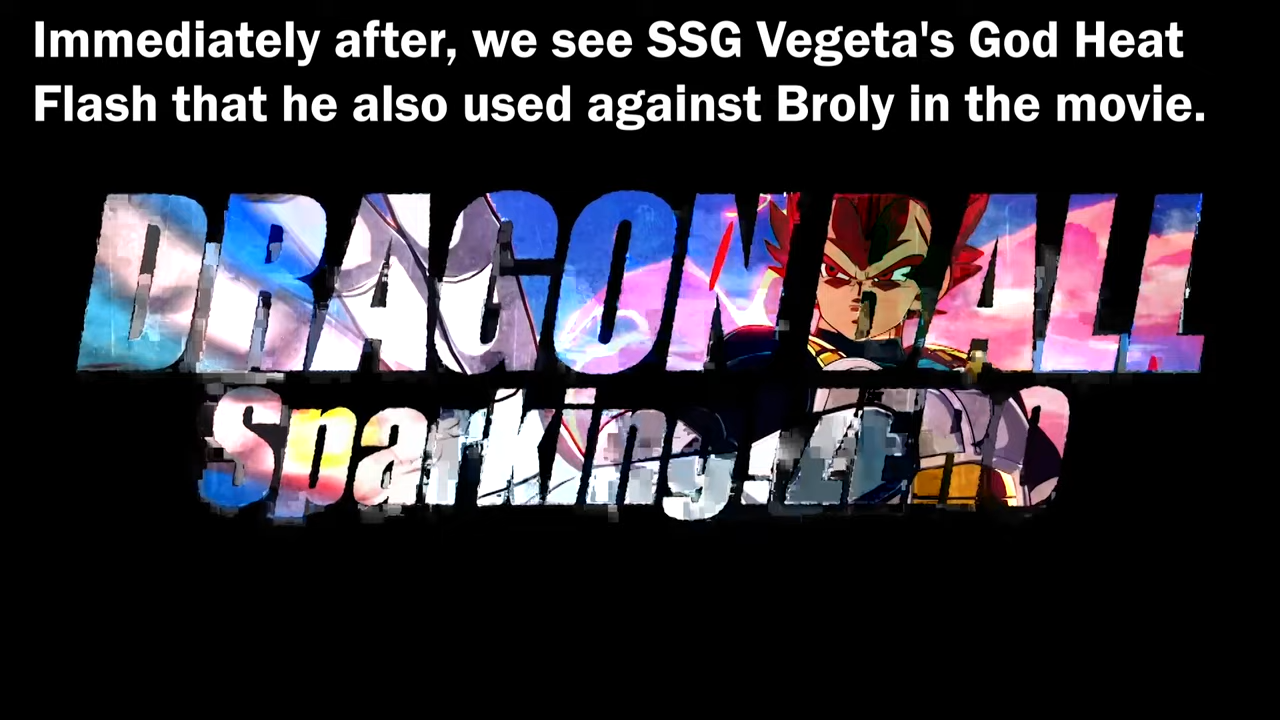 Immediately after, we see SSG Vegeta's God Heat
Flash that he also used against Broly in the movie.
DRAGON BALL
Sparking! ZERO